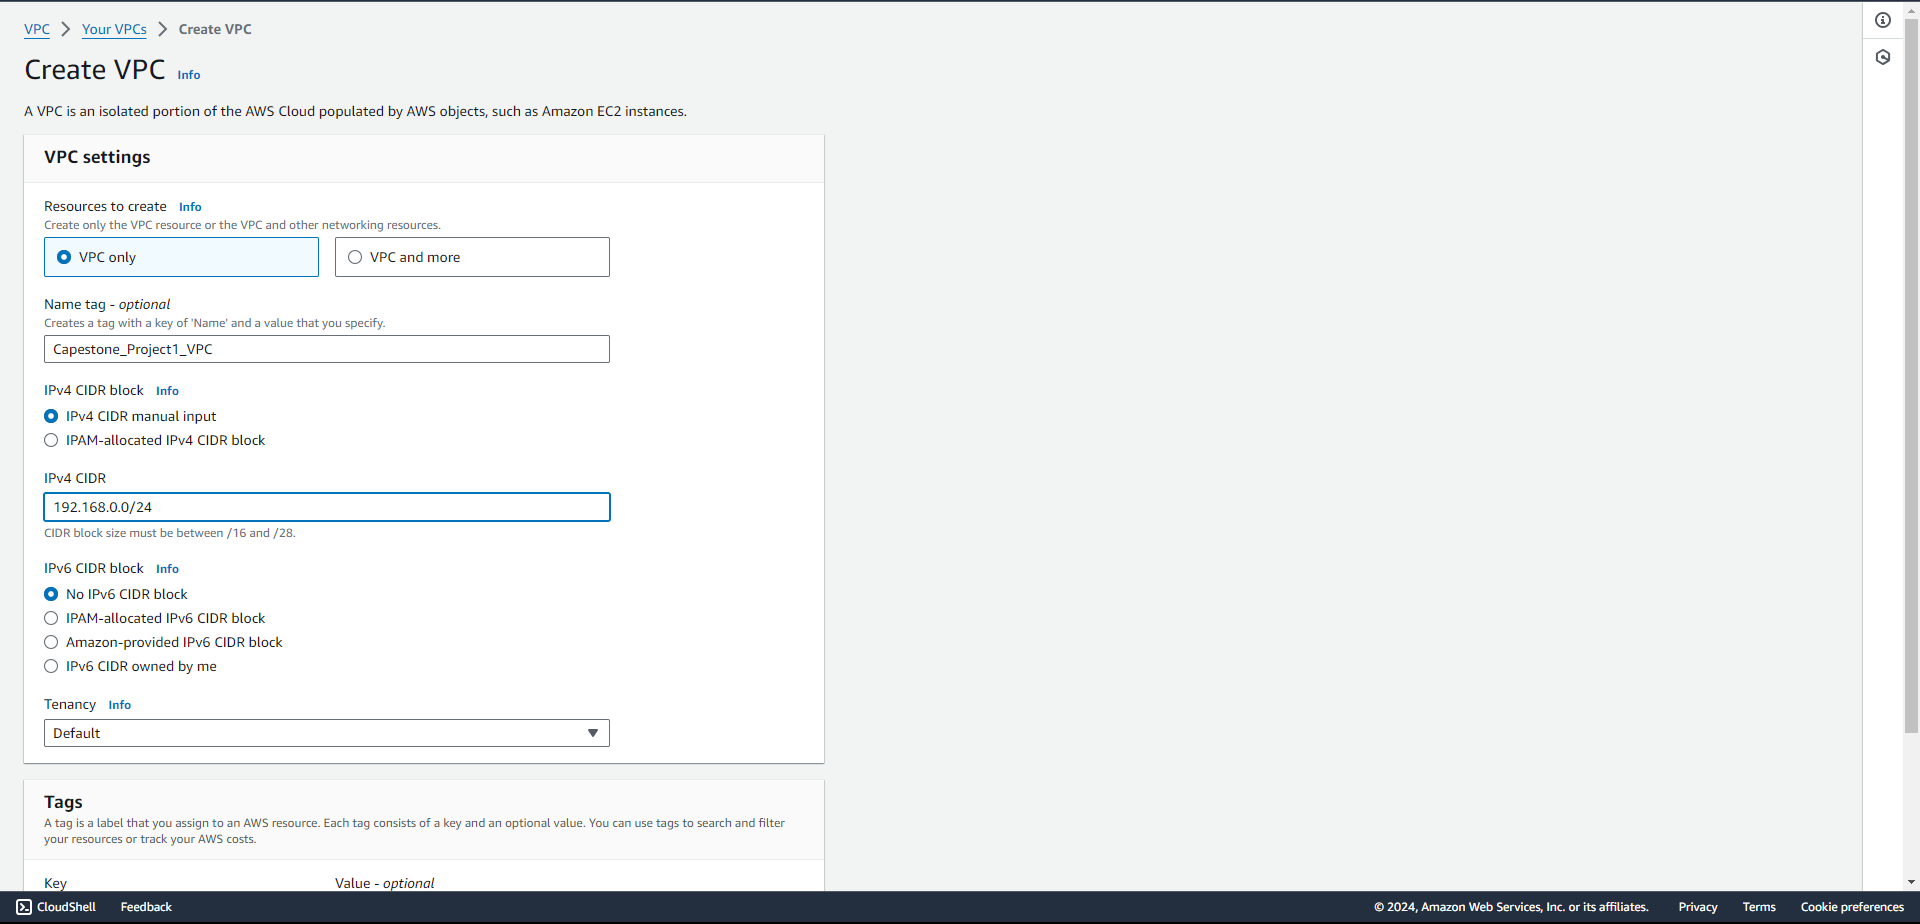 VPC > Your VPCs > Create VPC
Create VPC Info
A VPC is an isolated portion of the AWS Cloud populated by AWS objects, such as Amazon EC2 instances.
VPC settings
Resources to create Info
Create only the VPC resource or the VPC and other networking resources.
VPC only
VPC and more
Name tag - optional
Creates a tag with a key of 'Name' and a value that you specify.
Capestone_Project1_VPC
IPv4 CIDR block Info
IPv4 CIDR manual input
IPAM-allocated IPv4 CIDR block
IPv4 CIDR
192.168.0.0/24
CIDR block size must be between /16 and /28.
IPv6 CIDR block Info
No IPv6 CIDR block
IPAM-allocated IPv6 CIDR block
Amazon-provided IPv6 CIDR block
IPv6 CIDR owned by me
Tenancy Info
Default
Tags
A tag is a label that you assign to an AWS resource. Each tag consists of a key and an optional value. You can use tags to search and filter
your resources or track your AWS costs.
Key Value - optional
CloudShell Feedback © 2024, Amazon Web Services, Inc. or its affiliates. Privacy Terms Cookie preferences